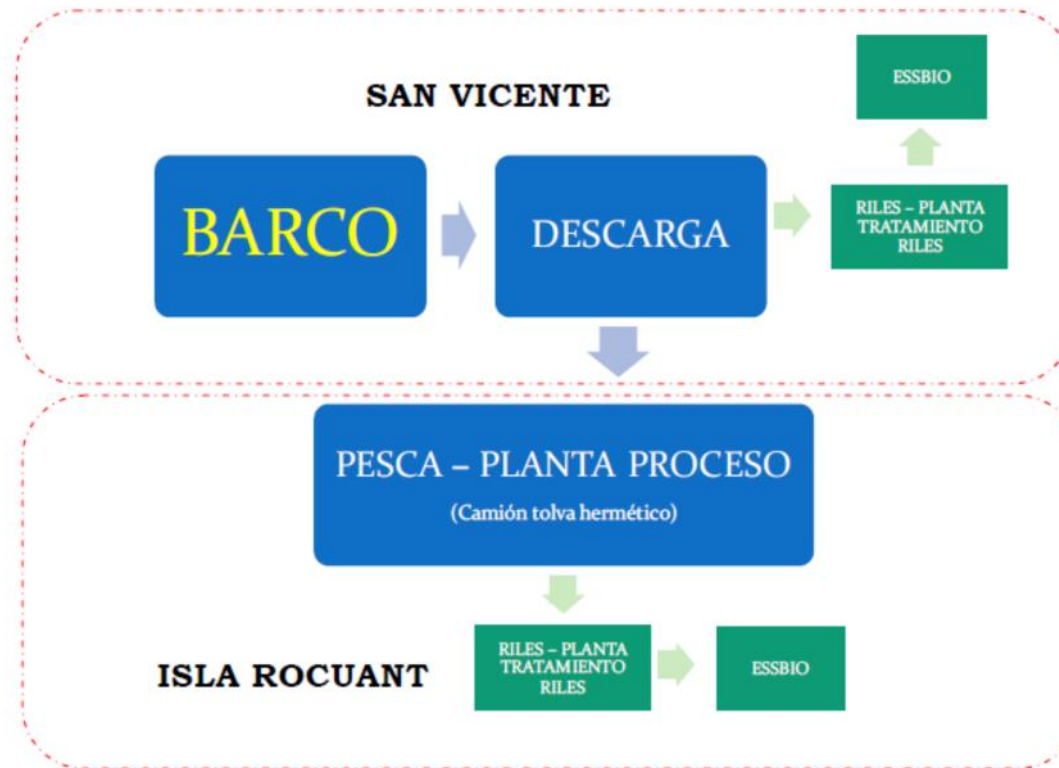 SAN VICENTE
ESSBIO
BARCO
DESCARGA
RILES – PLANTA
TRATAMIENTO
RILES
PESCA – PLANTA PROCESO
(Camión tolva hermético)
ISLA ROCUANT
RILES – PLANTA
TRATAMIENTO
RILES
ESSBIO